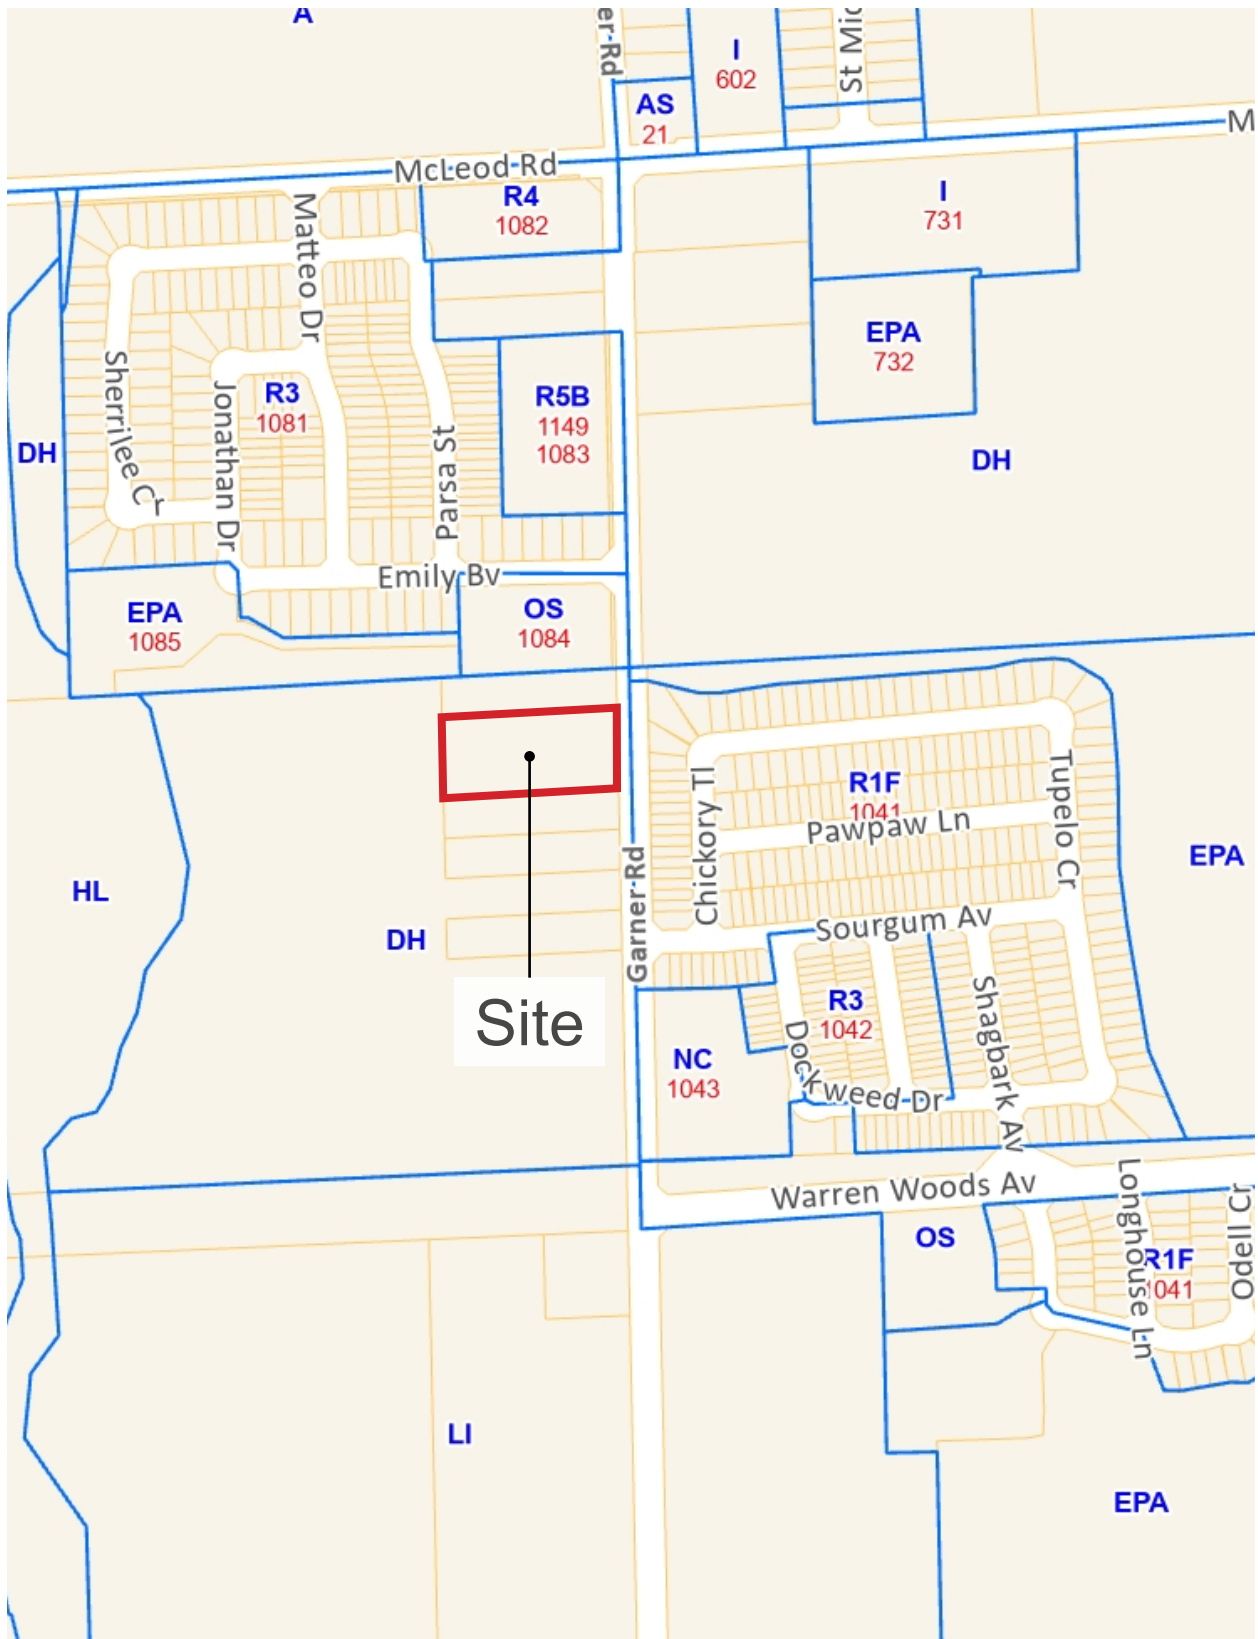 A
er Rd
St Mic
I
602
AS
21
M
McLeod Rd
R4
1082
I
731
Matteo Dr
EPA
732
Sherrilee Cr
Jonathan Dr
R3
1081
Parsa St
R5B
1149
1083
DH
DH
Emily Bv
EPA
1085
OS
1084
Chickory Tl
R1F
1041
Pawpaw Ln
Tupelo Cr
EPA
HL
Garner Rd
DH
Sourgum Av
Site
R3
1042
Shagbark Av
NC
1043
Dockweed Dr
Warren Woods Av
Longhouse Ln
Odell Cr
OS
R1F
1041
LI
EPA